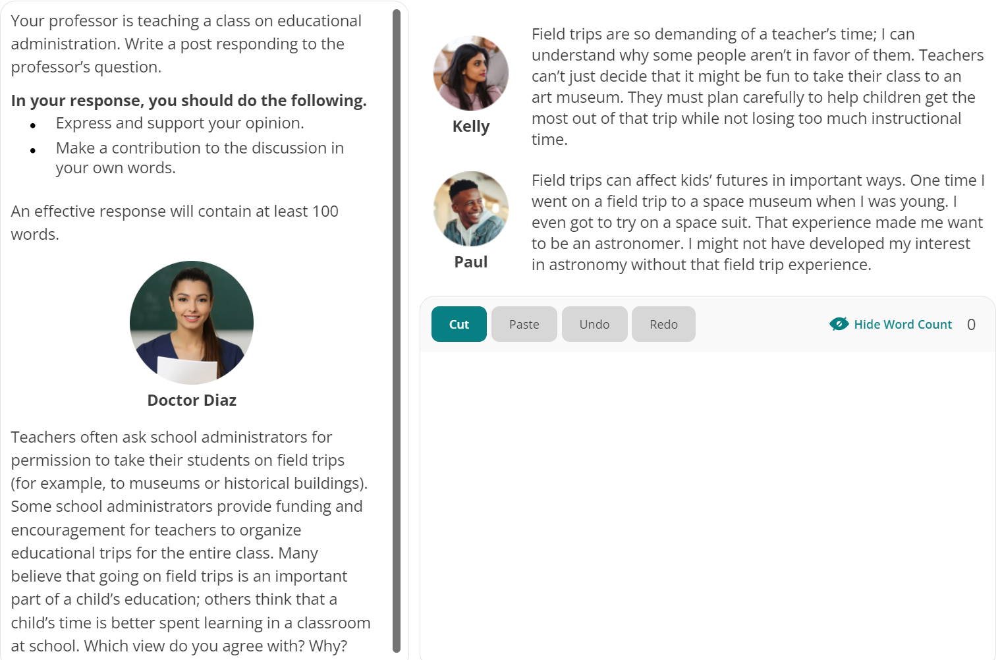 Your professor is teaching a class on educational
administration. Write a post responding to the
professor’s question.
In your response, you should do the following.
• Express and support your opinion.
• Make a contribution to the discussion in
your own words.
An effective response will contain at least 100
words.
Doctor Diaz
Teachers often ask school administrators for
permission to take their students on field trips
(for example, to museums or historical buildings).
Some school administrators provide funding and
encouragement for teachers to organize
educational trips for the entire class. Many
believe that going on field trips is an important
part of a child’s education; others think that a
child’s time is better spent learning in a classroom
at school. Which view do you agree with? Why?
Field trips are so demanding of a teacher’s time; I can
understand why some people aren’t in favor of them. Teachers
can’t just decide that it might be fun to take their class to an
art museum. They must plan carefully to help children get the
most out of that trip while not losing too much instructional
time.
Kelly
Field trips can affect kids’ futures in important ways. One time I
went on a field trip to a space museum when I was young. I
even got to try on a space suit. That experience made me want
to be an astronomer. I might not have developed my interest
in astronomy without that field trip experience.
Paul
Cut Paste Undo Redo Hide Word Count 0